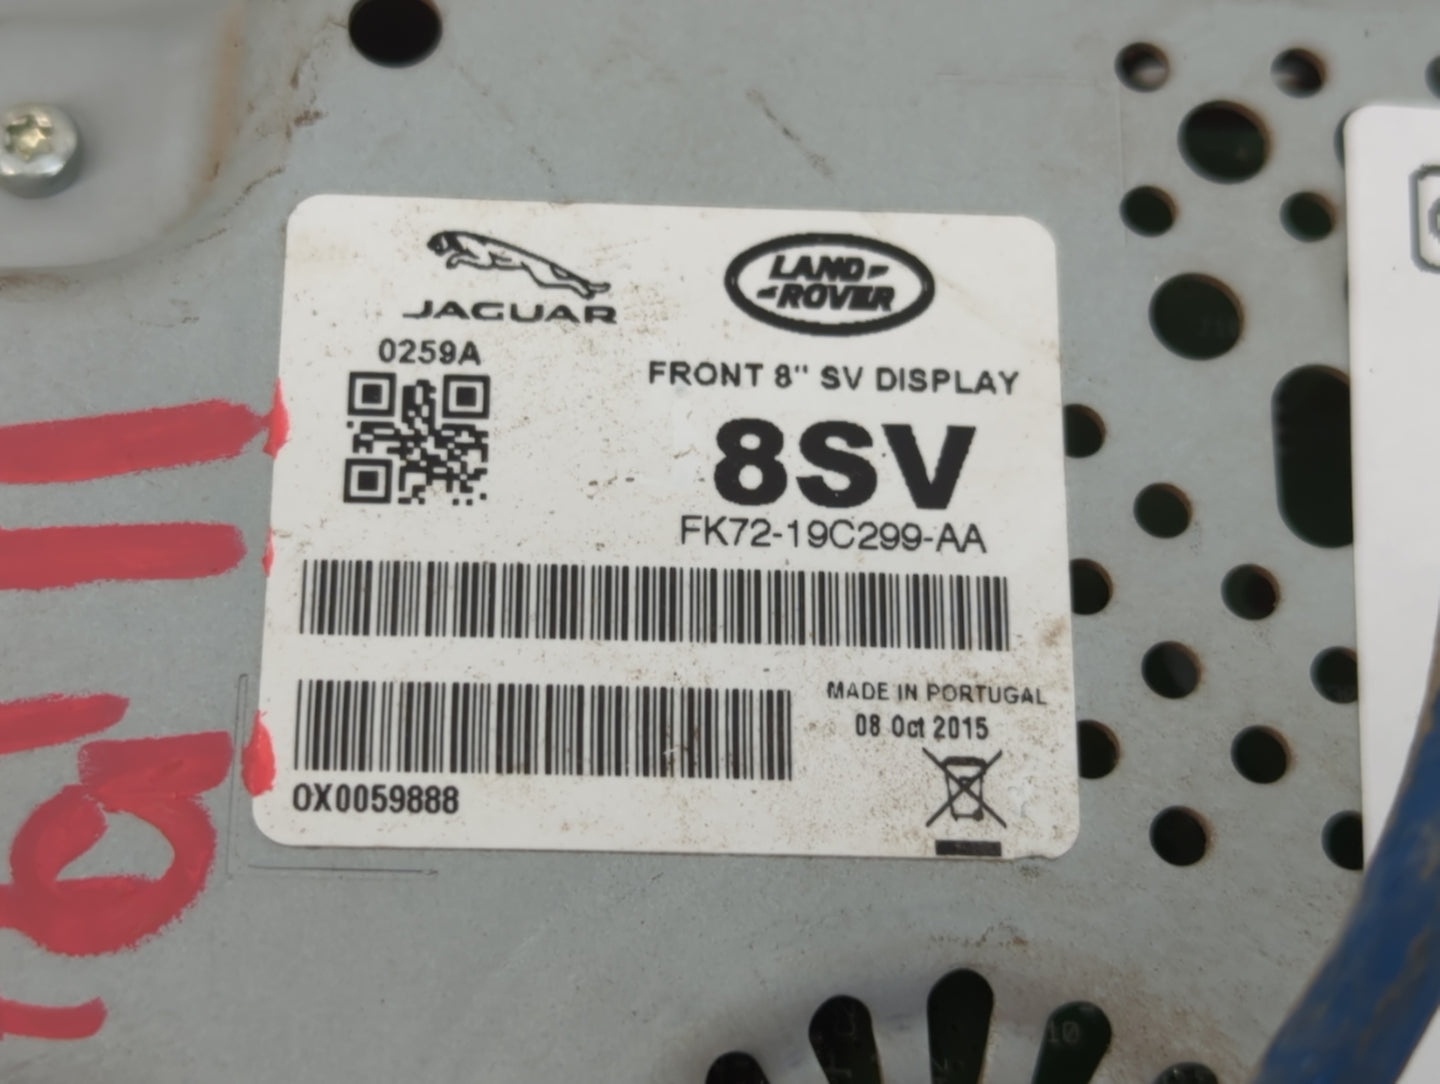 JAGUAR
LAND-
-ROVER
0259A
FRONT 8" SV DISPLAY
8SV
FK72-19C299-AA
MADE IN PORTUGAL
08 Oct 2015
0X0059888
10